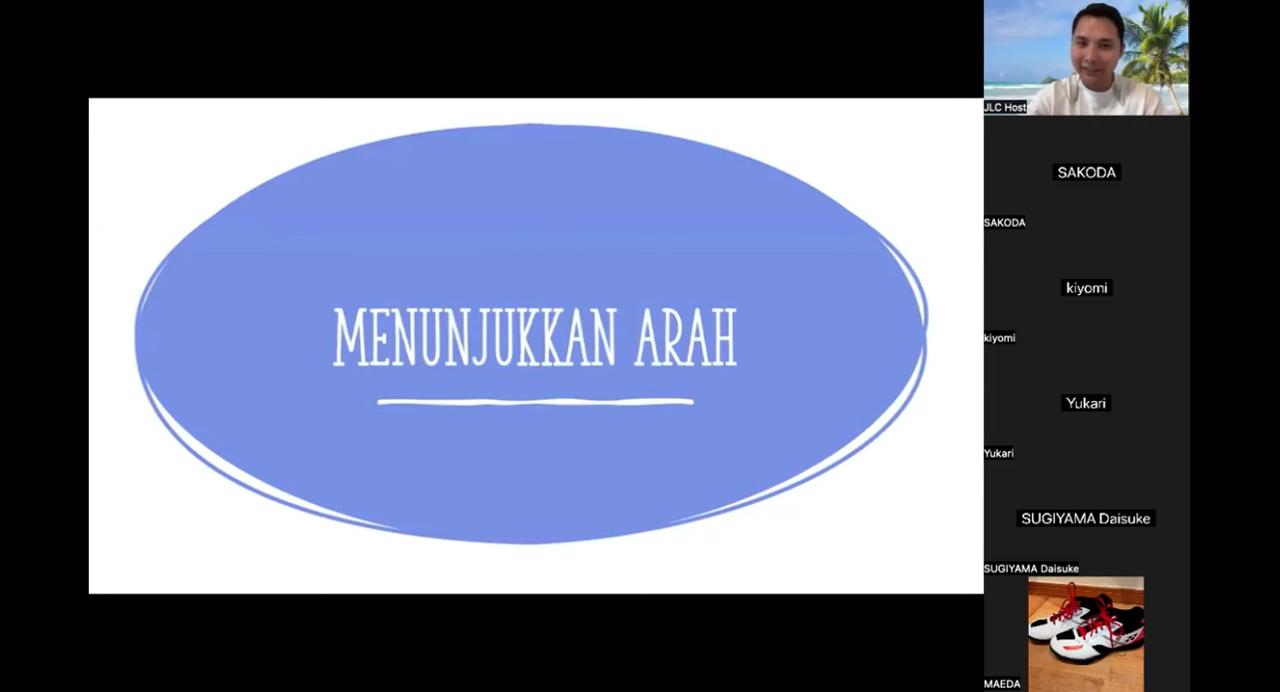 MENUNJUKKAN ARAH
JLC Host
SAKODA
SAKODA
kiyomi
kiyomi
Yukari
Yukari
SUGIYAMA Daisuke
SUGIYAMA Daisuke
MAEDA